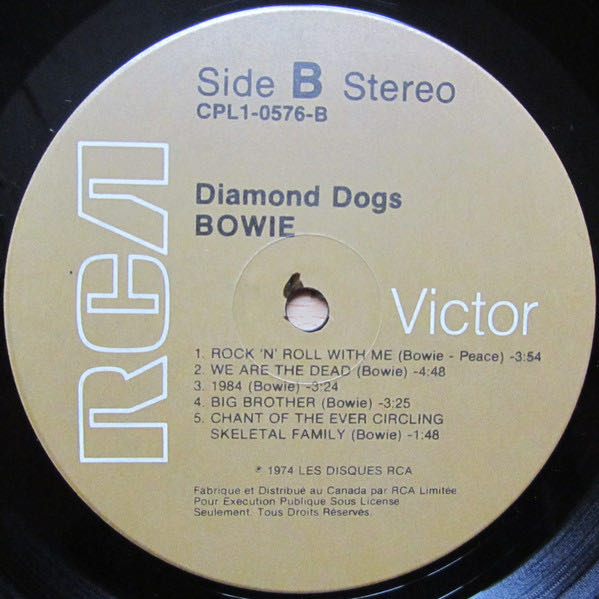 Side B Stereo
CPL1-0576-B
Diamond Dogs
BOWIE
RCA
Victor
1. ROCK 'N' ROLL WITH ME (Bowie - Peace) -3:54
2. WE ARE THE DEAD (Bowie) -4:48
3. 1984 (Bowie) -3:24
4. BIG BROTHER (Bowie) -3:25
5. CHANT OF THE EVER CIRCLING
SKELETAL FAMILY (Bowie) -1:48
℗ 1974 LES DISQUES RCA
Fabriqué et Distribué au Canada par RCA Limitée
Pour Execution Publique Sous License
Seulement. Tous Droits Réservés.